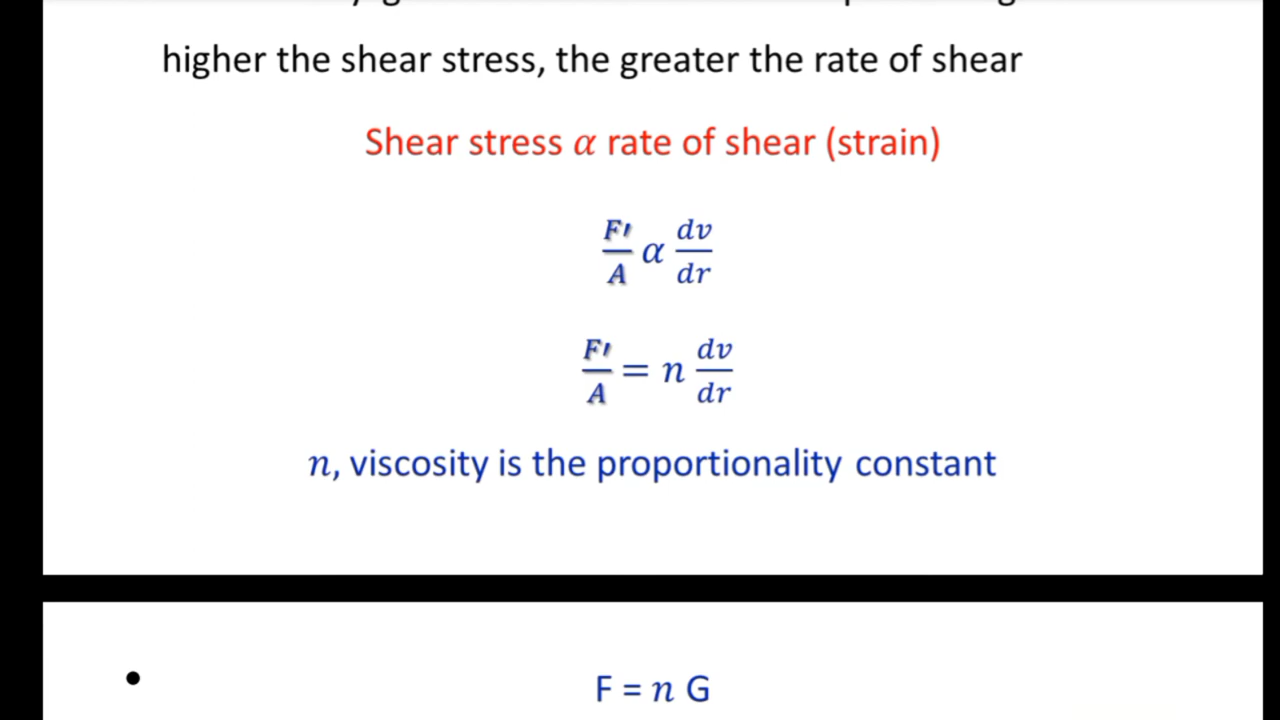 higher the shear stress, the greater the rate of shear
Shear stress α rate of shear (strain)
F′/A α dv/dr
F′/A = n dv/dr
n, viscosity is the proportionality constant
• F = n G